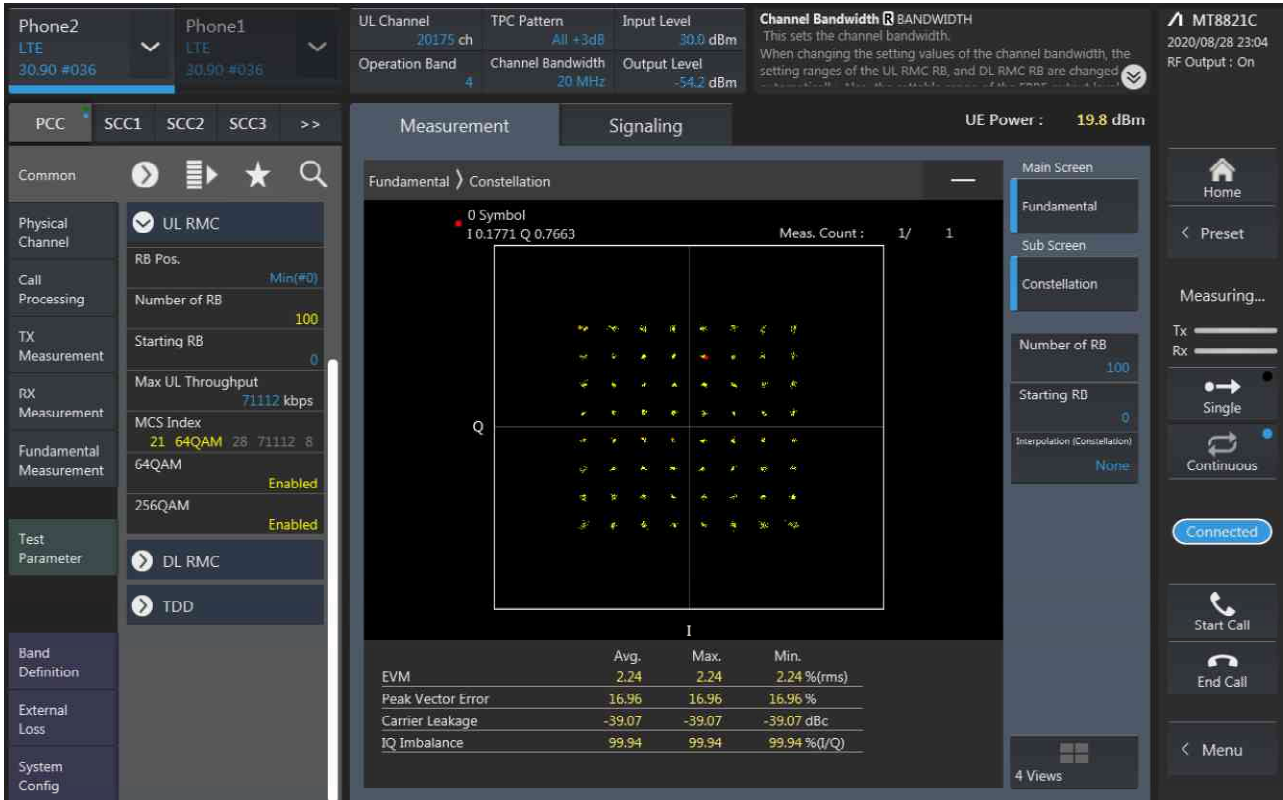 Phone2
LTE
30.90 #036
Phone1
LTE
30.90 #036
UL Channel
20175 ch
TPC Pattern
All +3dB
Input Level
30.0 dBm
Operation Band
4
Channel Bandwidth
20 MHz
Output Level
-54.2 dBm
Channel Bandwidth R BANDWIDTH
This sets the channel bandwidth.
When changing the setting values of the channel bandwidth, the
setting ranges of the UL RMC RB, and DL RMC RB are changed
MT8821C
2020/08/28 23:04
RF Output : On
PCC
SCC1
SCC2
SCC3
>>
Measurement
Signaling
UE Power : 19.8 dBm
Common
Physical
Channel
Call
Processing
TX
Measurement
RX
Measurement
Fundamental
Measurement
Test
Parameter
Band
Definition
External
Loss
System
Config
UL RMC
RB Pos.
Min(#0)
Number of RB
100
Starting RB
0
Max UL Throughput
71112 kbps
MCS Index
21 64QAM 28 71112 8
64QAM
Enabled
256QAM
Enabled
DL RMC
TDD
Fundamental 〉 Constellation
0 Symbol
I 0.1771 Q 0.7663
Meas. Count : 1/ 1
Q
I
Avg. Max. Min.
EVM 2.24 2.24 2.24 %(rms)
Peak Vector Error 16.96 16.96 16.96 %
Carrier Leakage -39.07 -39.07 -39.07 dBc
IQ Imbalance 99.94 99.94 99.94 %(I/Q)
Main Screen
Fundamental
Sub Screen
Constellation
Number of RB
100
Starting RB
0
Interpolation (Constellation)
None
4 Views
Home
< Preset
Measuring...
Tx
Rx
Single
Continuous
Connected
Start Call
End Call
< Menu